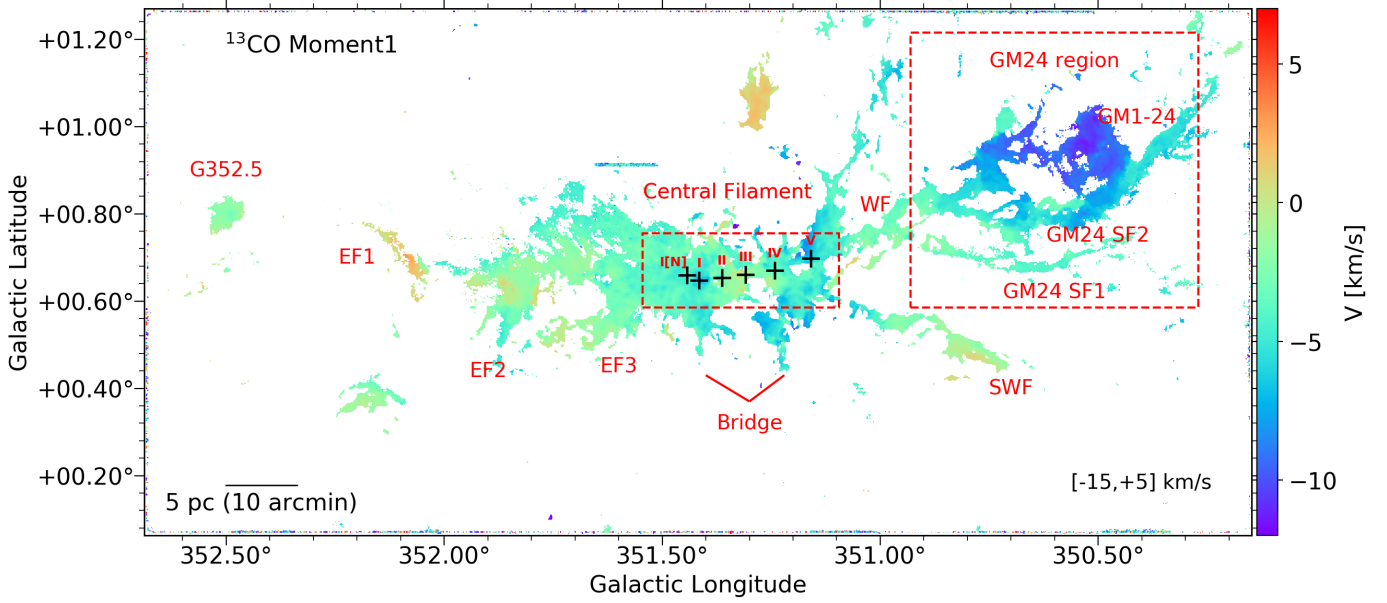 +01.20°
¹³CO Moment1
GM24 region
5
+01.00°
GM1-24
G352.5
Central Filament
+00.80°
WF
0
GM24 SF2
EF1
I[N] I II III IV V
+00.60°
GM24 SF1
-5
EF2
EF3
SWF
+00.40°
Bridge
+00.20°
[-15,+5] km/s
-10
5 pc (10 arcmin)
352.50° 352.00° 351.50° 351.00° 350.50°
Galactic Longitude
Galactic Latitude
V [km/s]